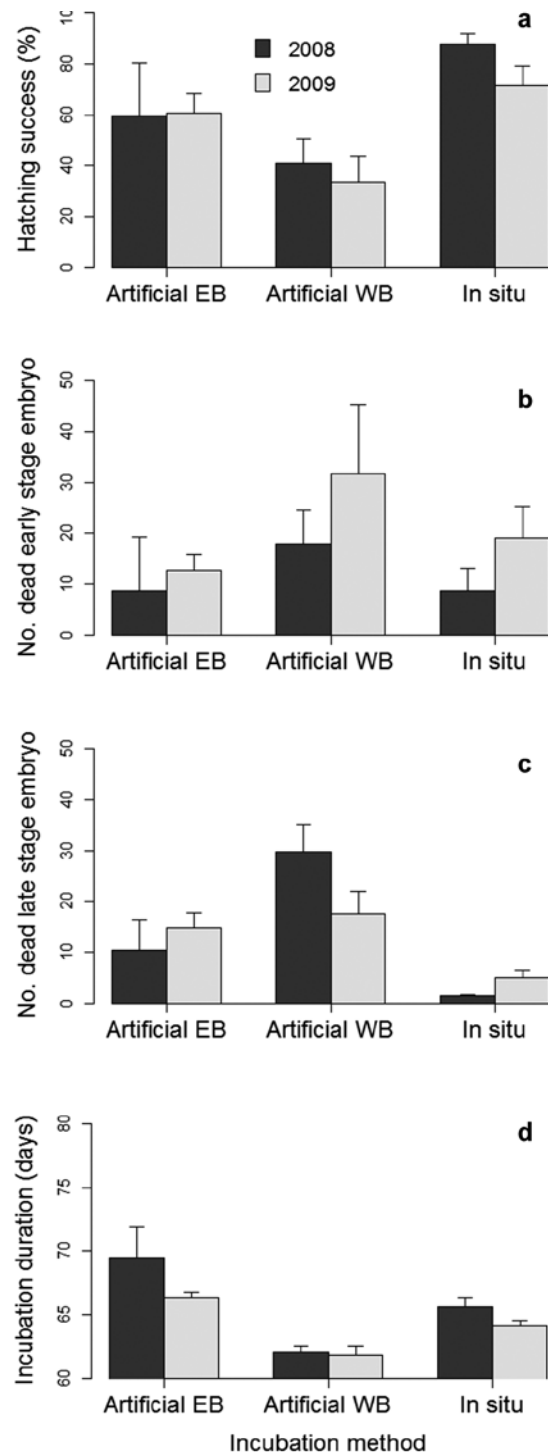 a
2008
2009
Hatching success (%)
0 20 40 60 80 10
Artificial EB Artificial WB In situ
b
No. dead early stage embryo
0 10 20 30 40 50
Artificial EB Artificial WB In situ
c
No. dead late stage embryo
0 10 20 30 40 50
Artificial EB Artificial WB In situ
d
Incubation duration (days)
60 65 70 75 80
Artificial EB Artificial WB In situ
Incubation method